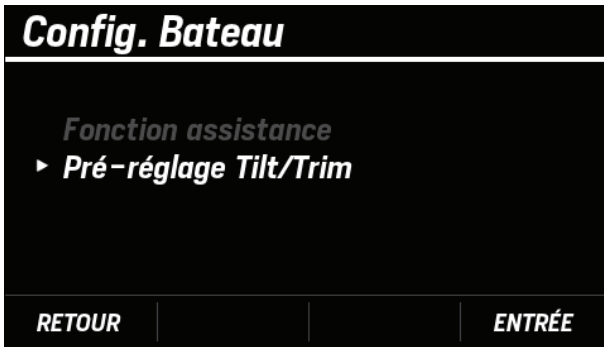 Config. Bateau
Fonction assistance
Pré-réglage Tilt/Trim
RETOUR ENTRÉE